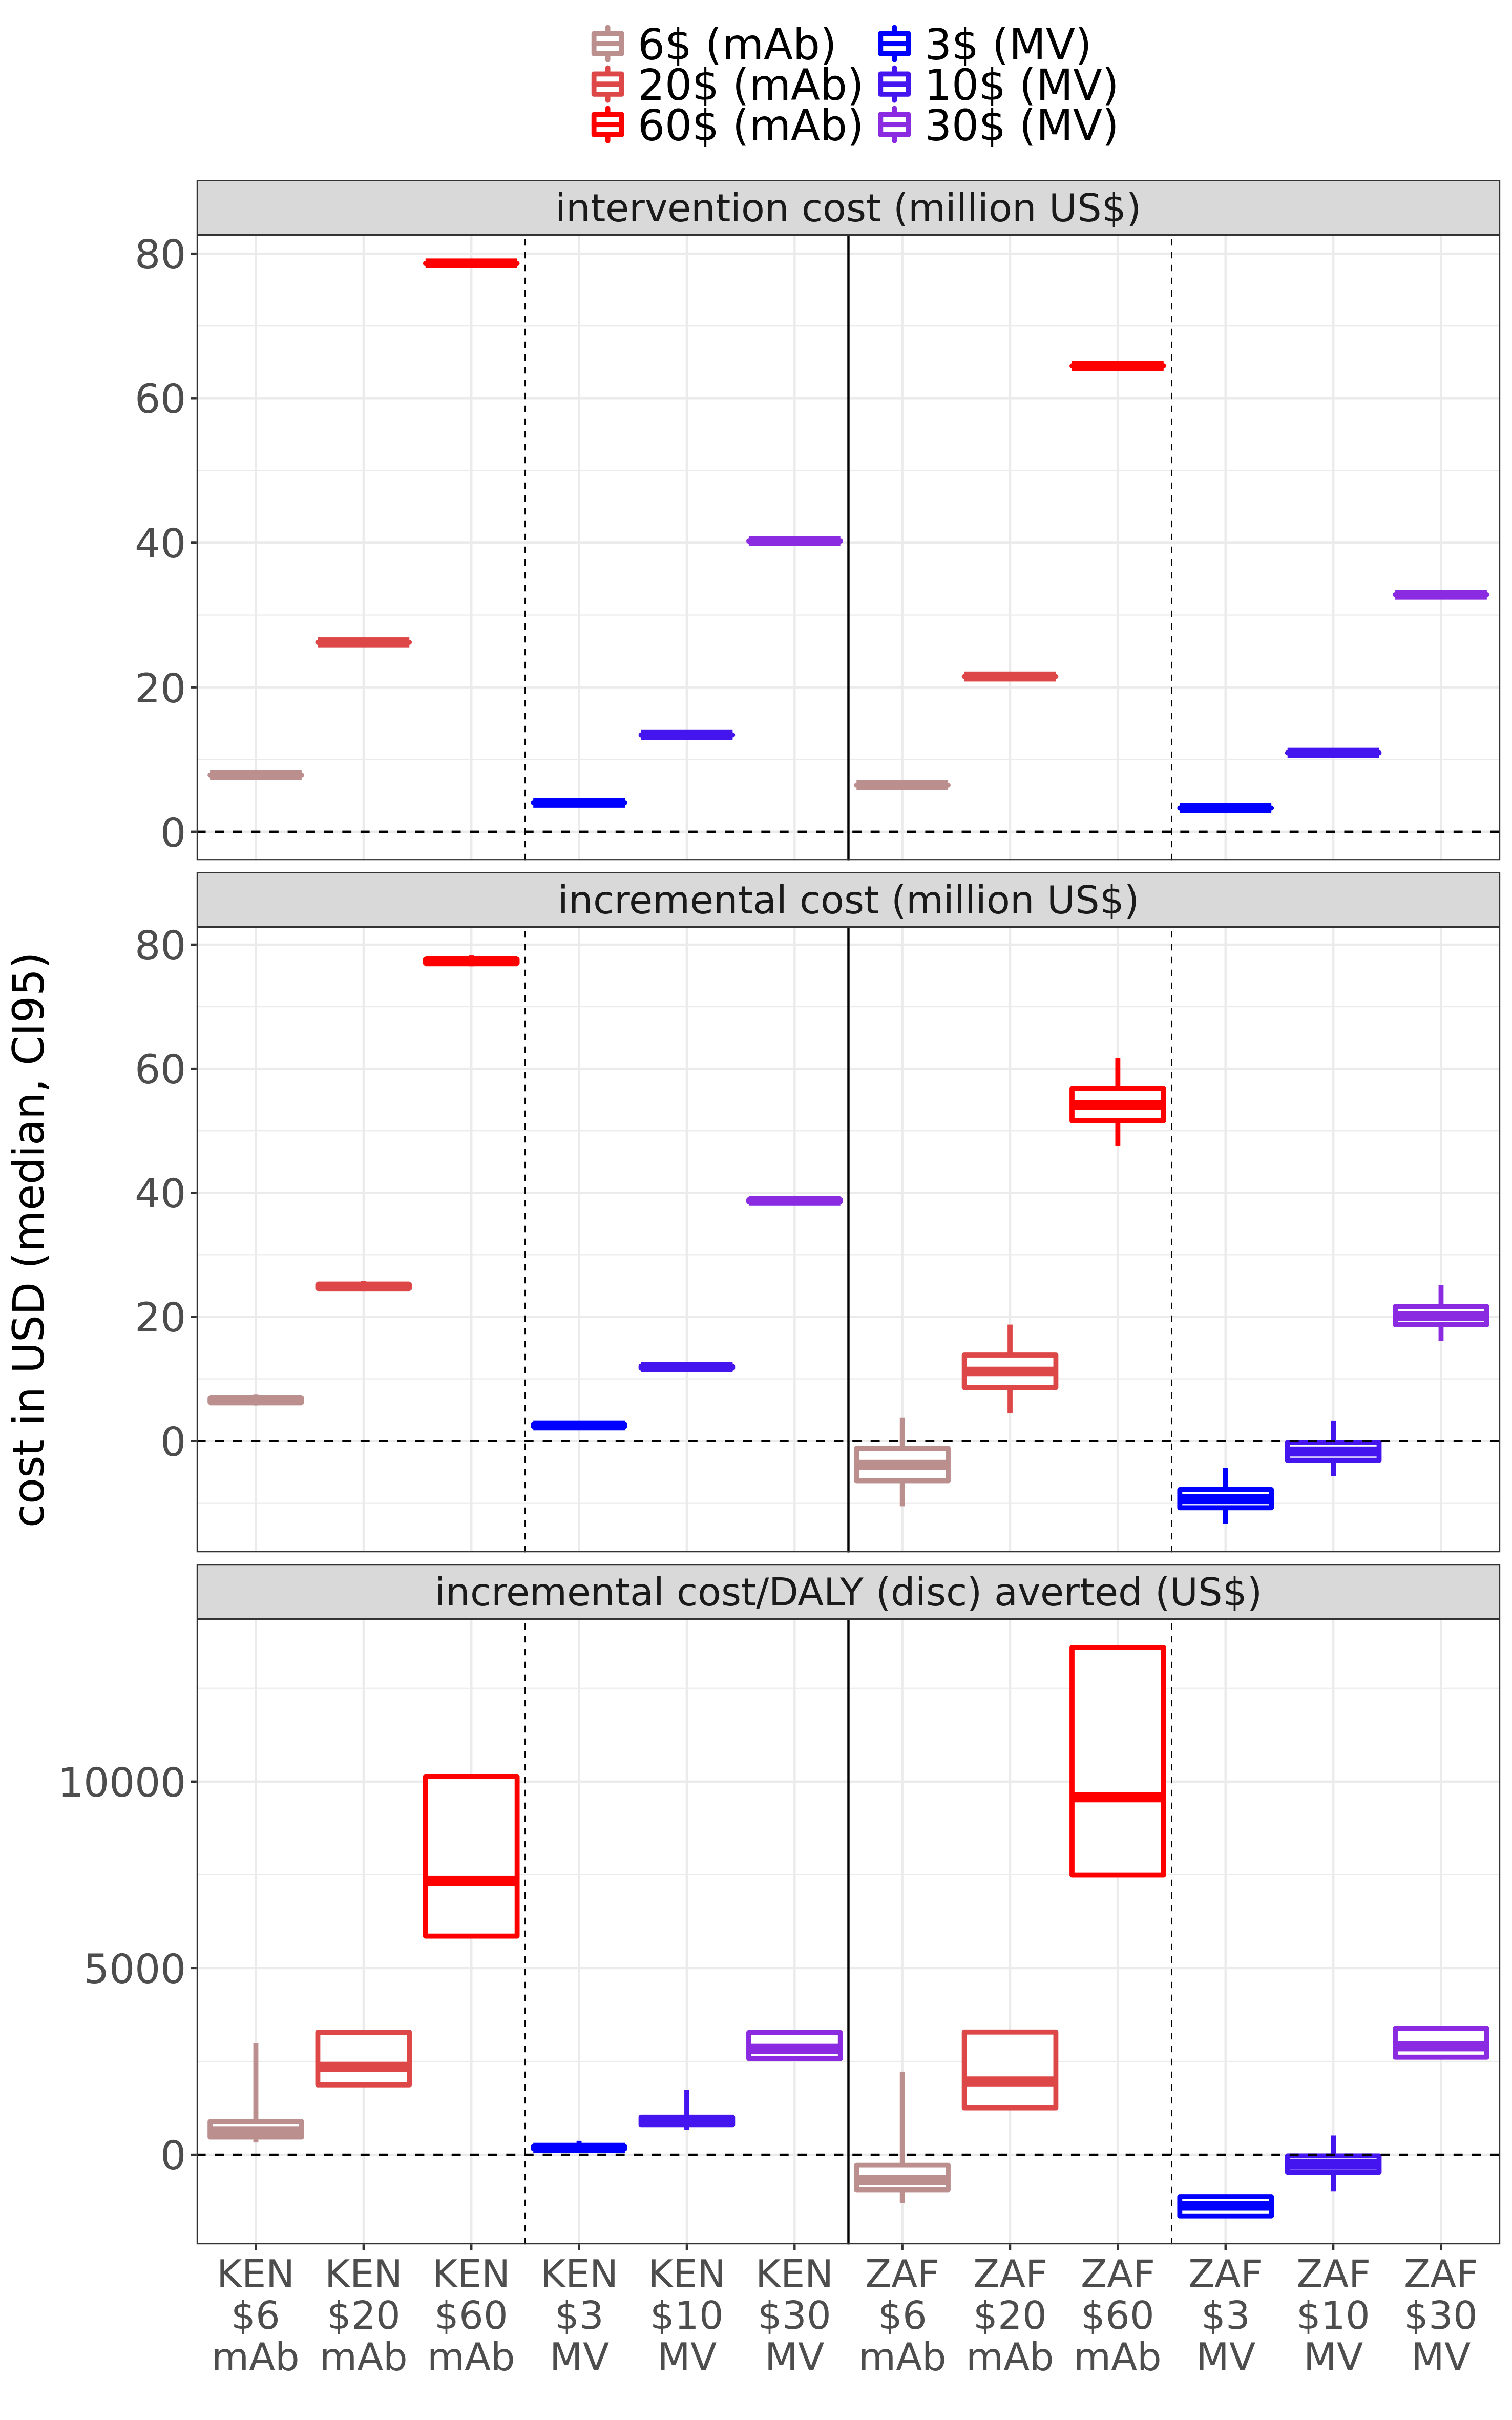 6$ (mAb) 3$ (MV)
20$ (mAb) 10$ (MV)
60$ (mAb) 30$ (MV)
intervention cost (million US$)
80
60
40
20
0
incremental cost (million US$)
80
60
40
20
0
cost in USD (median, CI95)
incremental cost/DALY (disc) averted (US$)
10000
5000
0
KEN KEN KEN KEN KEN KEN ZAF ZAF ZAF ZAF ZAF ZAF
$6 $20 $60 $3 $10 $30 $6 $20 $60 $3 $10 $30
mAb mAb mAb MV MV MV mAb mAb mAb MV MV MV